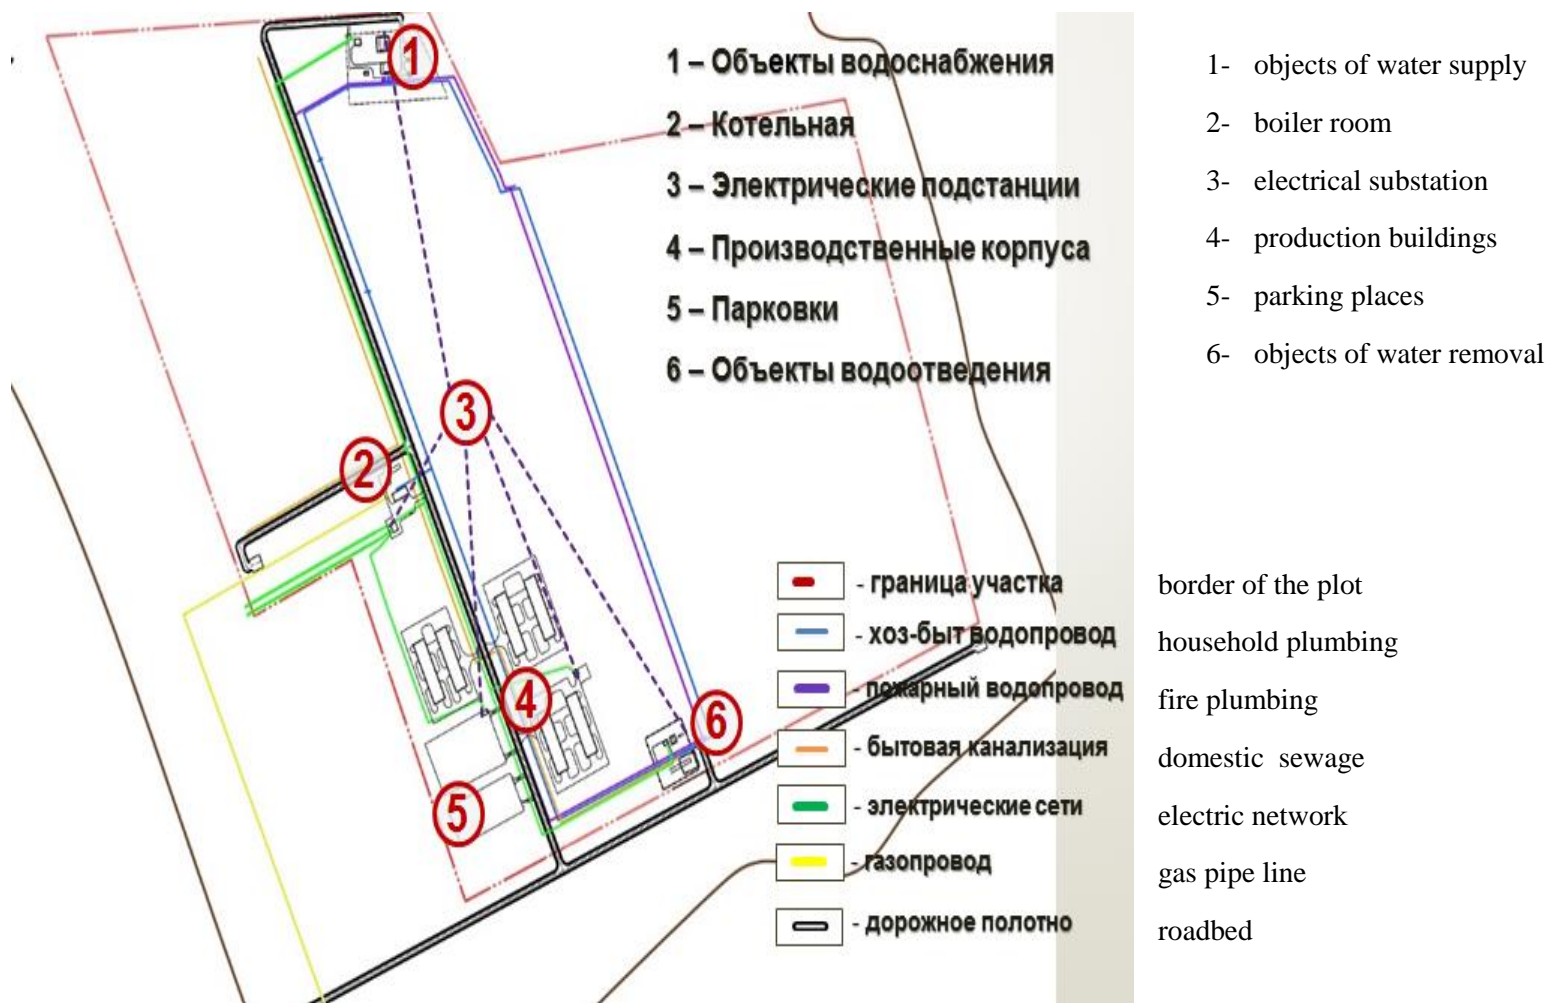 1 – Объекты водоснабжения
2 – Котельная
3 – Электрические подстанции
4 – Производственные корпуса
5 – Парковки
6 – Объекты водоотведения
1- objects of water supply
2- boiler room
3- electrical substation
4- production buildings
5- parking places
6- objects of water removal
1
3
2
4
6
5
- граница участка
- хоз-быт водопровод
- пожарный водопровод
- бытовая канализация
- электрические сети
- газопровод
- дорожное полотно
border of the plot
household plumbing
fire plumbing
domestic sewage
electric network
gas pipe line
roadbed